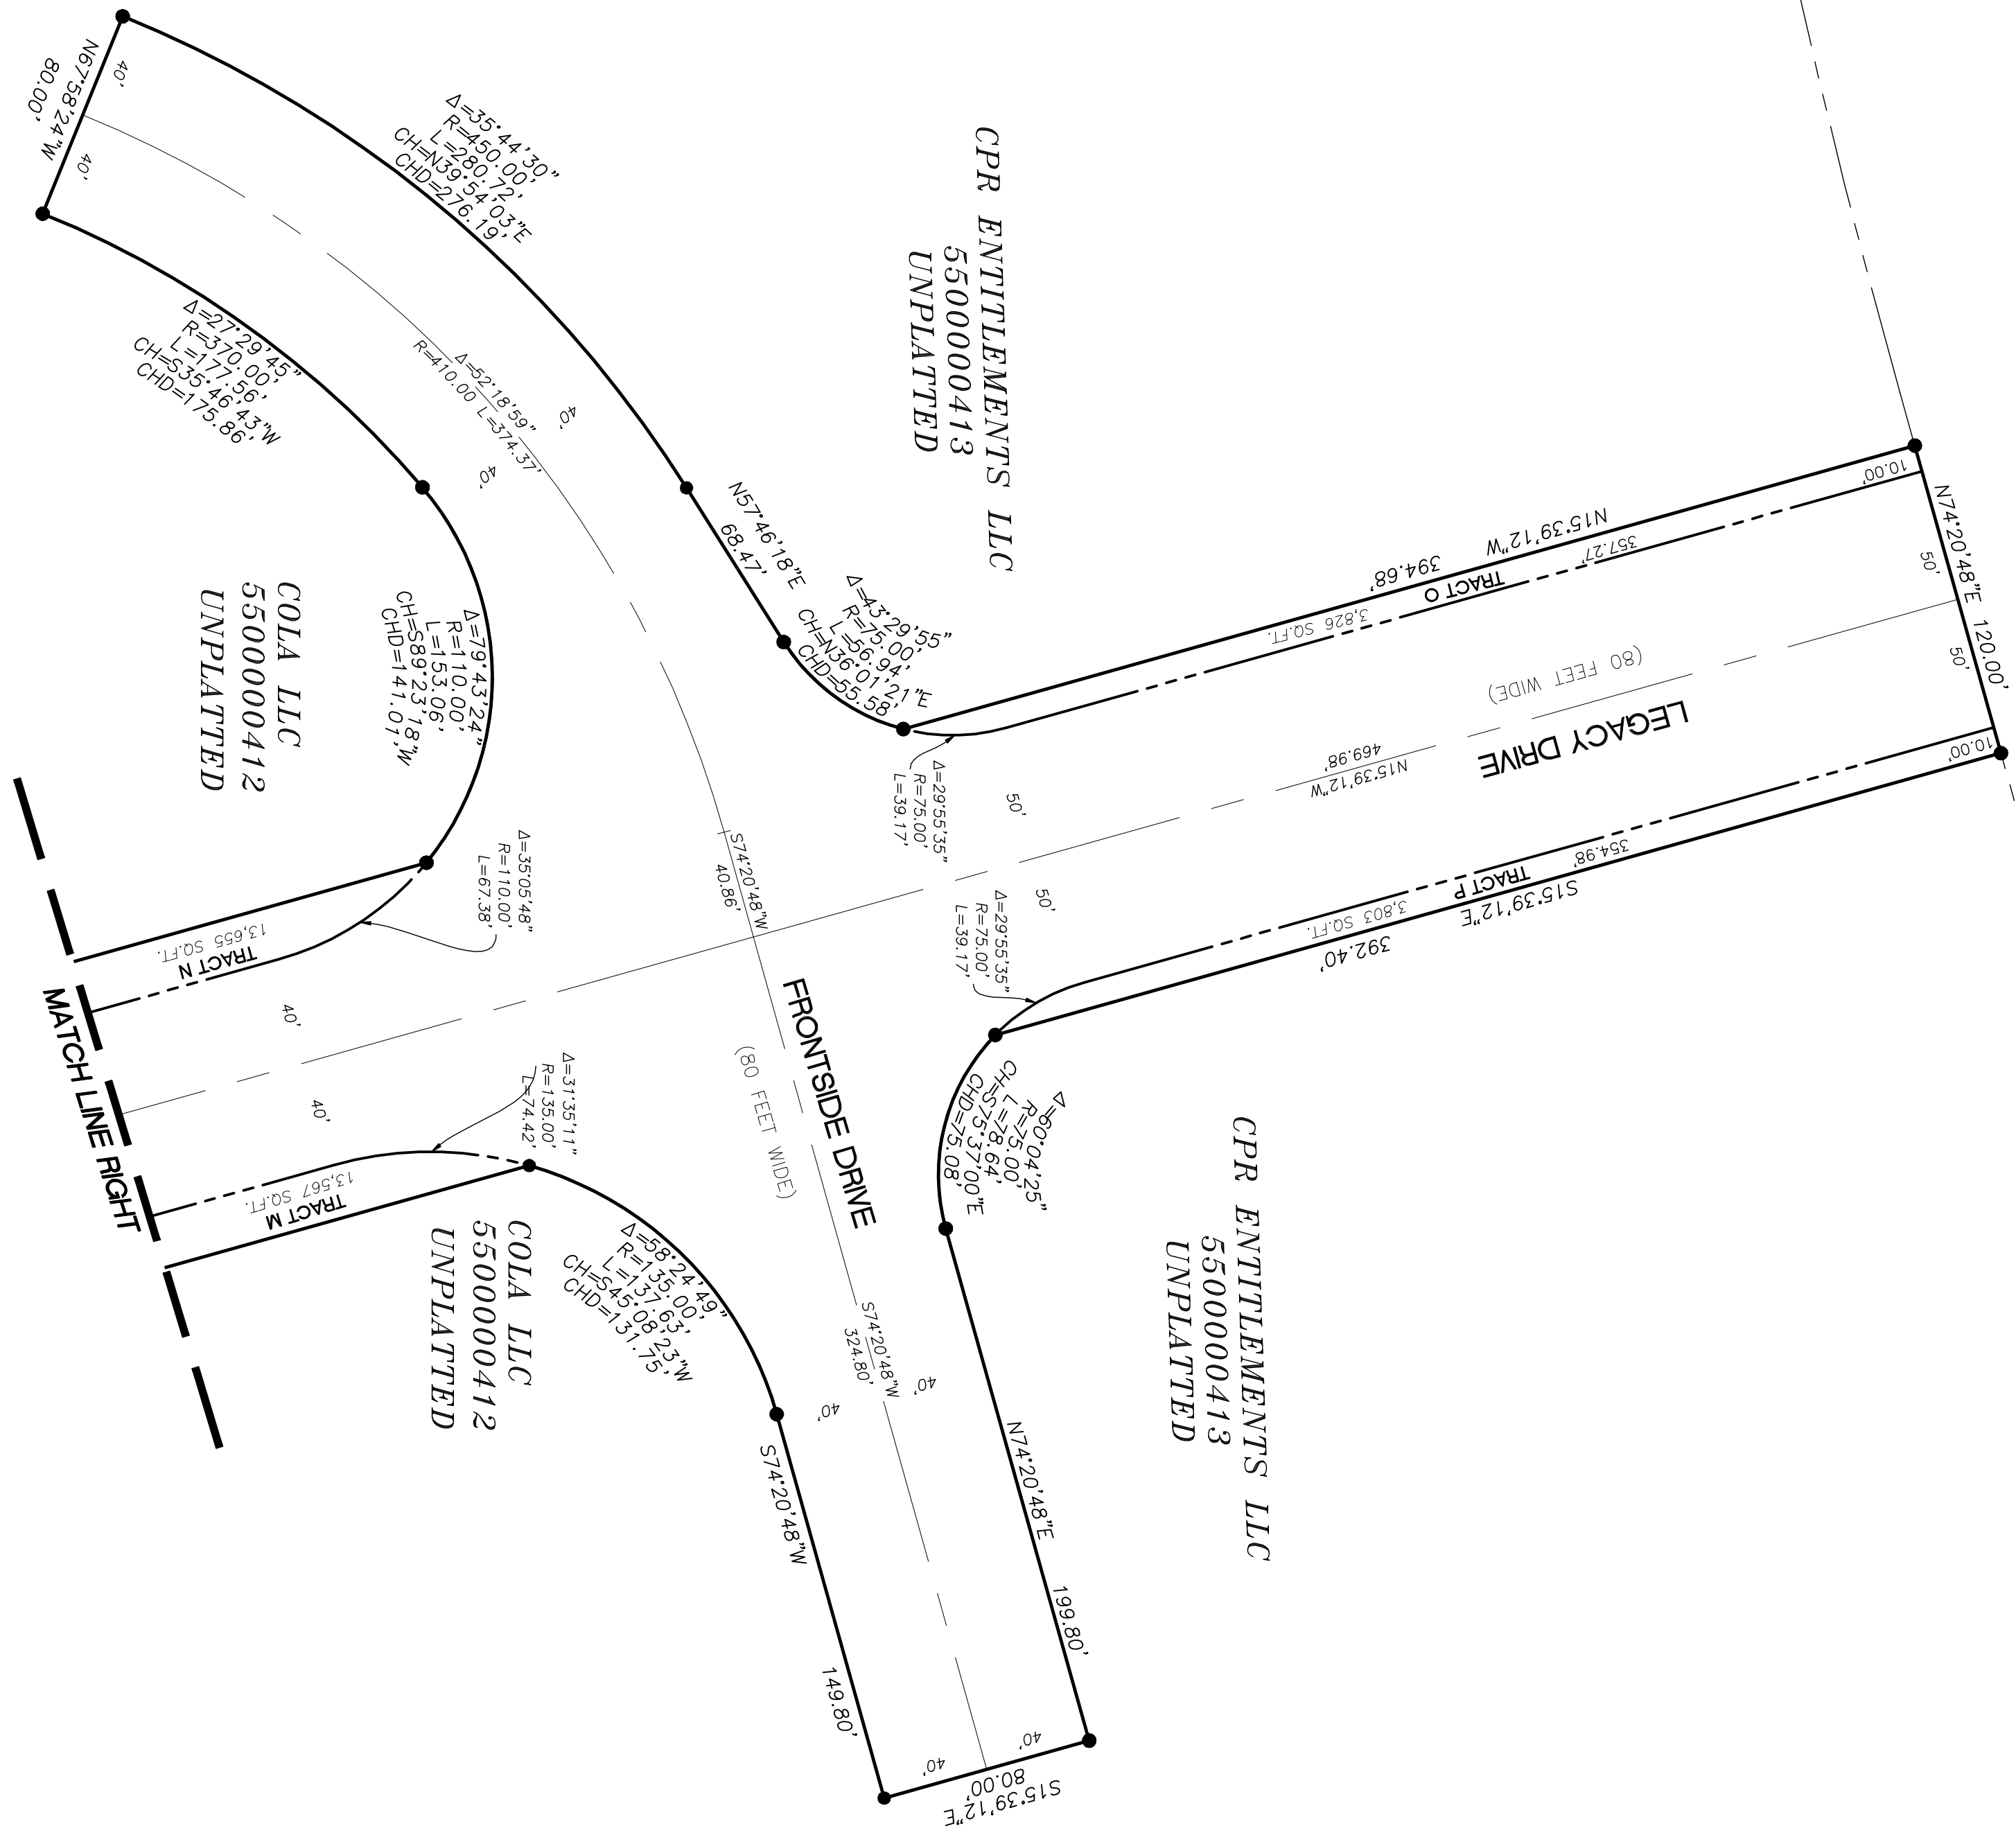 N67°58'24"W
80.00'
40'
40'
Δ=35°44'30"
R=450.00'
L=280.72'
CH=N39°54'03"E
CHD=276.19'
Δ=27°29'45"
R=370.00'
L=177.56'
CH=S35°46'43"W
CHD=175.86'
Δ=52°18'59"
R=410.00 L=374.37'
40'
40'
CPR ENTITLEMENTS LLC
5500000413
UNPLATTED
N57°46'18"E
68.47'
Δ=43°29'55"
R=75.00'
L=56.94'
CH=N36°01'21"E
CHD=55.58'
N15°39'12"W
394.68'
357.27'
TRACT O
3,826 SQ.FT.
10.00'
N74°20'48"E 120.00'
50'
50'
10.00'
(80 FEET WIDE)
LEGACY DRIVE
N15°39'12"W
469.98'
354.98'
TRACT P
3,803 SQ.FT.
S15°39'12"E
392.40'
Δ=29°55'35"
R=75.00'
L=39.17'
50'
50'
Δ=29°55'35"
R=75.00'
L=39.17'
COLA LLC
5500000412
UNPLATTED
Δ=79°43'24"
R=110.00'
L=153.06'
CH=S89°23'18"W
CHD=141.01'
Δ=35°05'48"
R=110.00'
L=67.38'
S74°20'48"W
40.86'
TRACT N
13,655 SQ.FT.
MATCH LINE RIGHT
40'
40'
Δ=31°35'11"
R=135.00'
L=74.42'
TRACT M
13,567 SQ.FT.
FRONTSIDE DRIVE
(80 FEET WIDE)
Δ=60°04'25"
R=75.00'
L=78.64'
CH=S75°37'00"E
CHD=75.08'
CPR ENTITLEMENTS LLC
5500000413
UNPLATTED
COLA LLC
5500000412
UNPLATTED
Δ=58°24'49"
R=135.00'
L=137.63'
CH=S45°08'23"W
CHD=131.75'
S74°20'48"W
324.80'
40'
40'
N74°20'48"E
199.80'
S74°20'48"W
149.80'
40'
40'
80.00'
S15°39'12"E